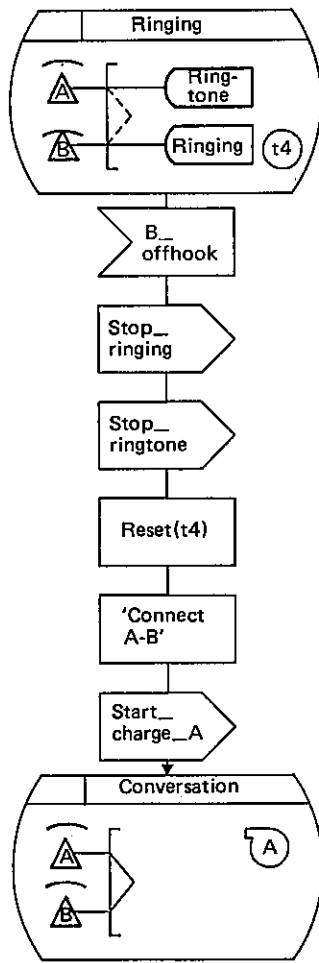 Ringing
A
Ring-
tone
B
Ringing
t4
B_
offhook
Stop_
ringing
Stop_
ringtone
Reset(t4)
'Connect
A-B'
Start_
charge_A
Conversation
A
A
B